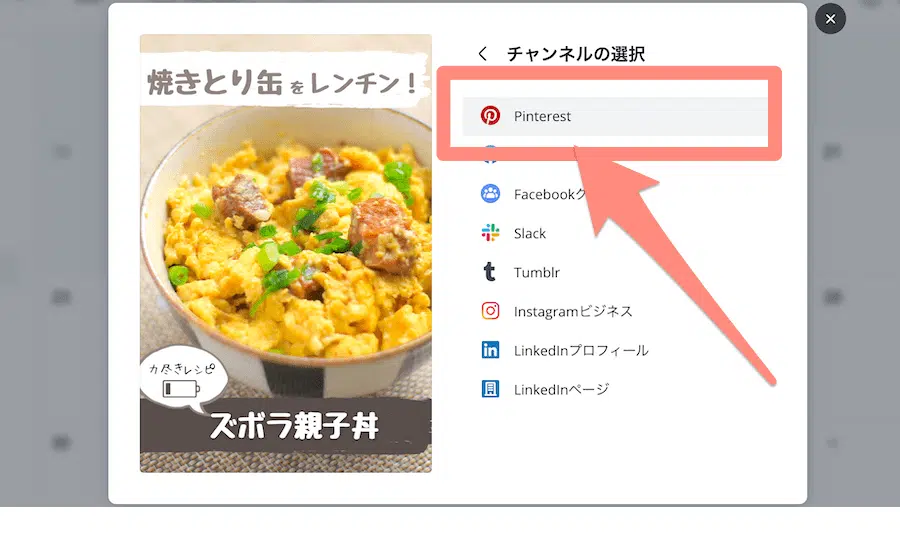 焼きとり缶をレンチン！
力尽きレシピ
ズボラ親子丼
チャンネルの選択
Pinterest
Facebookグ
Slack
Tumblr
Instagramビジネス
LinkedInプロフィール
LinkedInページ